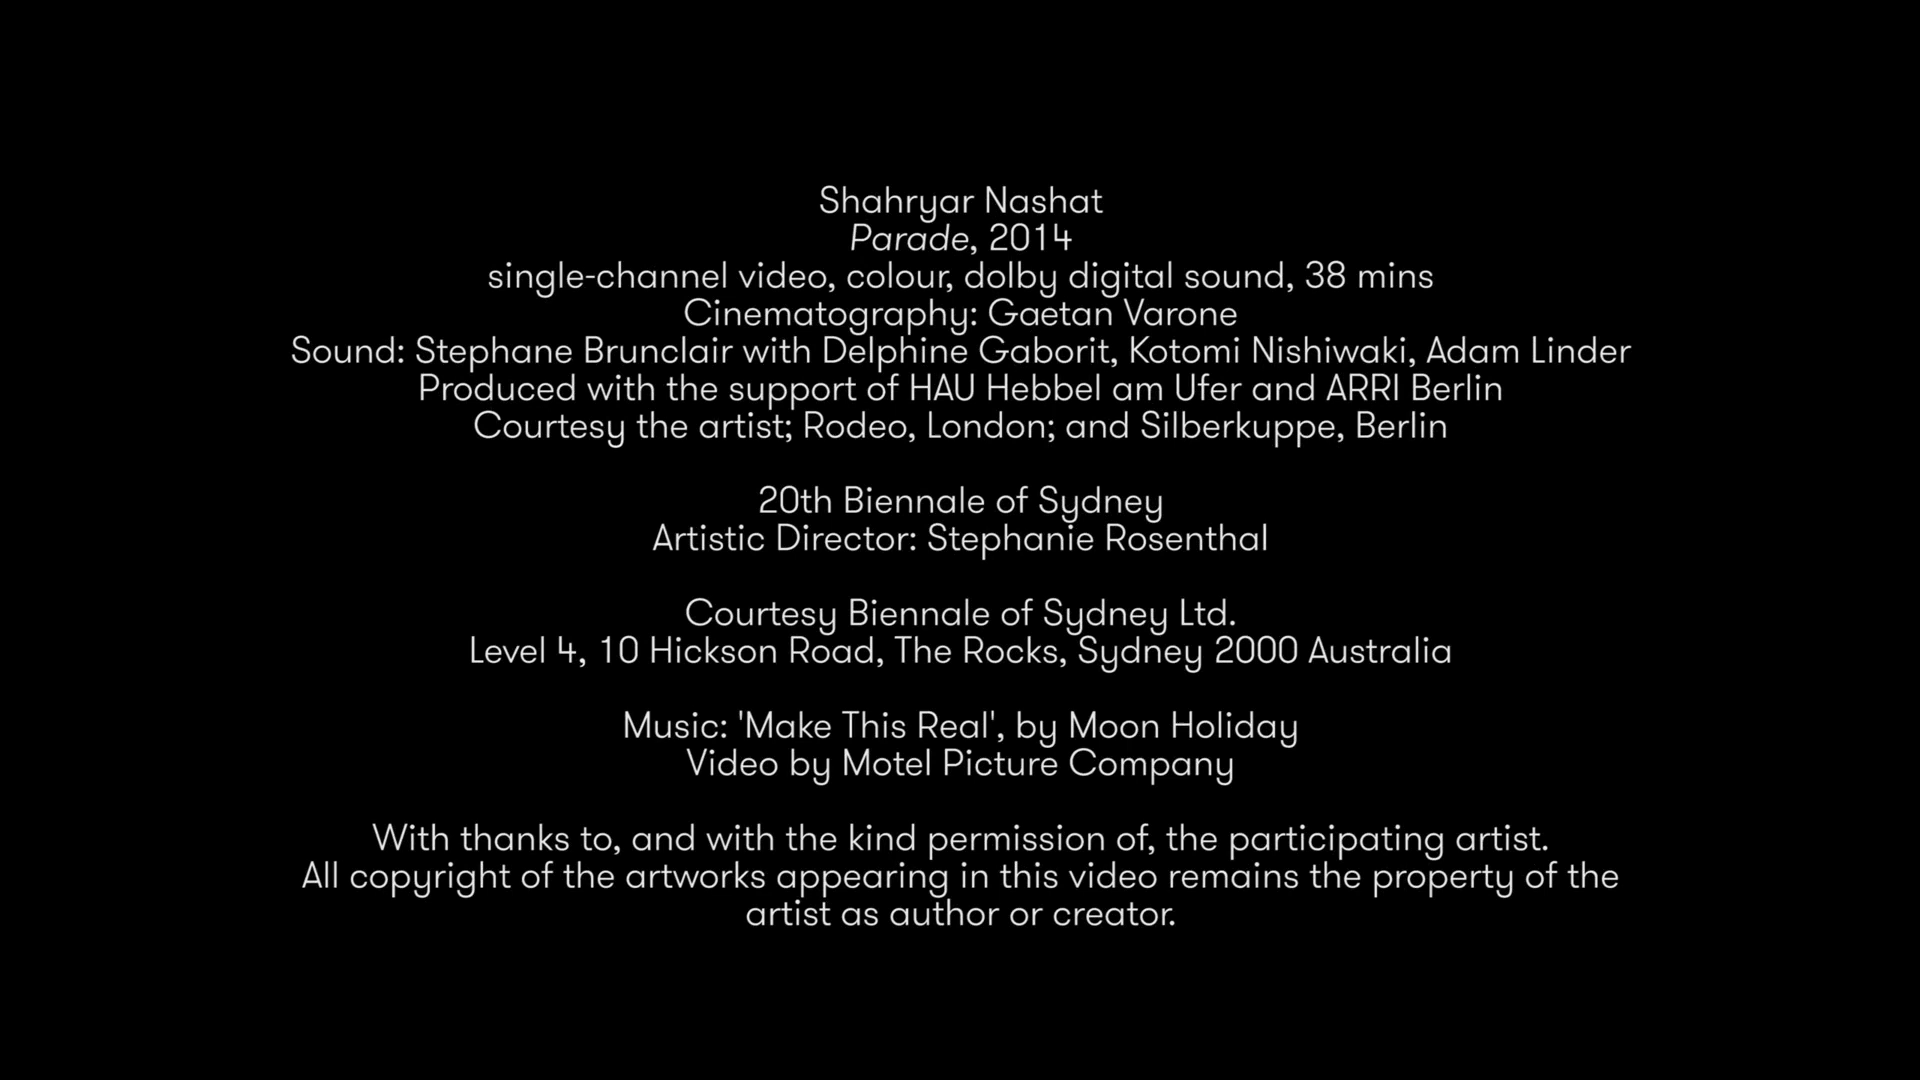 Shahryar Nashat
Parade, 2014
single-channel video, colour, dolby digital sound, 38 mins
Cinematography: Gaetan Varone
Sound: Stephane Brunclair with Delphine Gaborit, Kotomi Nishiwaki, Adam Linder
Produced with the support of HAU Hebbel am Ufer and ARRI Berlin
Courtesy the artist; Rodeo, London; and Silberkuppe, Berlin
20th Biennale of Sydney
Artistic Director: Stephanie Rosenthal
Courtesy Biennale of Sydney Ltd.
Level 4, 10 Hickson Road, The Rocks, Sydney 2000 Australia
Music: 'Make This Real', by Moon Holiday
Video by Motel Picture Company
With thanks to, and with the kind permission of, the participating artist.
All copyright of the artworks appearing in this video remains the property of the
artist as author or creator.